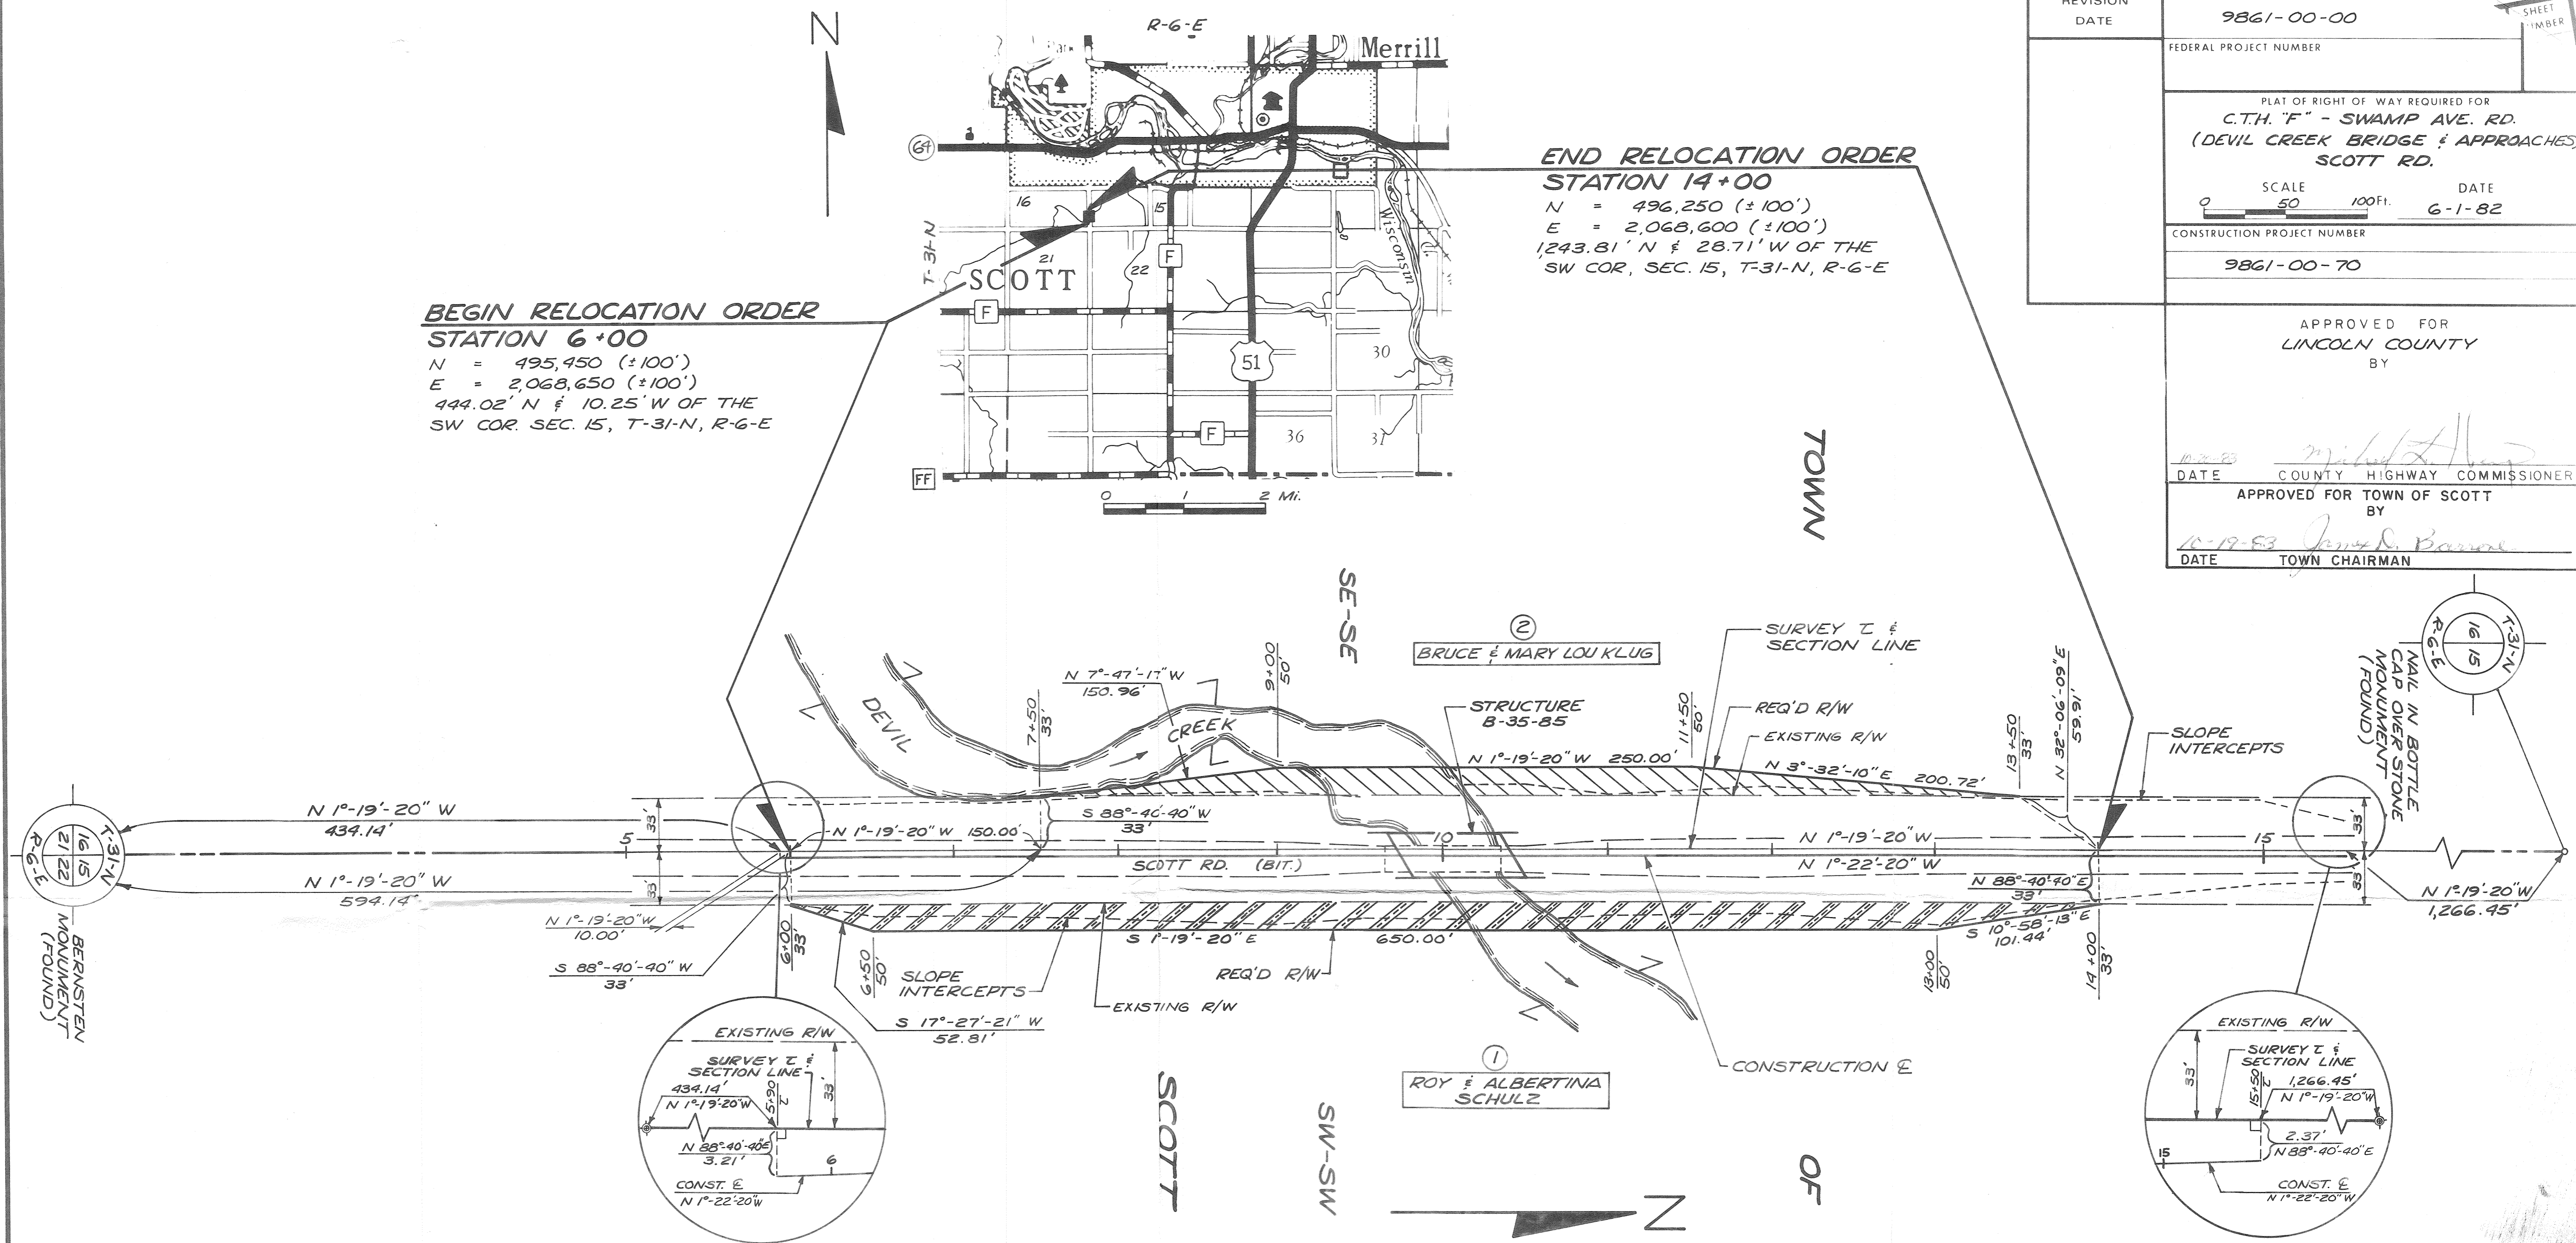 REVISION
DATE
9861-00-00
SHEET
FEDERAL PROJECT NUMBER
PLAT OF RIGHT OF WAY REQUIRED FOR
C.T.H. "F" - SWAMP AVE. RD.
(DEVIL CREEK BRIDGE & APPROACHES)
SCOTT RD.
SCALE
DATE
0 50 100 Ft.
6-1-82
CONSTRUCTION PROJECT NUMBER
9861-00-70
APPROVED FOR
LINCOLN COUNTY
BY
DATE COUNTY HIGHWAY COMMISSIONER
APPROVED FOR TOWN OF SCOTT
BY
10-19-83 James D. Barrone
DATE TOWN CHAIRMAN
N
R-6-E
Merrill
64
16
15
T-31-N
21
22
F
SCOTT
F
Wisconsin
51
30
F
36
31
FF
0 1 2 Mi.
END RELOCATION ORDER
STATION 14+00
N = 496,250 (±100')
E = 2,068,600 (±100')
1,243.81' N & 28.71' W OF THE
SW COR, SEC. 15, T-31-N, R-6-E
BEGIN RELOCATION ORDER
STATION 6+00
N = 495,450 (±100')
E = 2,068,650 (±100')
444.02' N & 10.25' W OF THE
SW COR. SEC. 15, T-31-N, R-6-E
TOWN
SE-SE
2
BRUCE & MARY LOU KLUG
SURVEY ⅂ &
SECTION LINE
STRUCTURE
B-35-85
REQ'D R/W
EXISTING R/W
SLOPE
INTERCEPTS
T-31-N
16 15
R-6-E
NAIL IN BOTTLE
CAP OVER STONE
MONUMENT
(FOUND)
DEVIL
CREEK
N 7°-47'-17" W
150.96'
7+50
33'
9+00
50'
11+50
50'
13+50
33'
N 32°-06'-09" E
59.91'
N 1°-19'-20" W 250.00'
N 3°-32'-10" E 200.72'
S 88°-40'-40" W
33'
N 1°-19'-20" W 150.00'
N 1°-19'-20" W
434.14'
N 1°-19'-20" W
594.14'
T-31-N
16 15
21 22
R-6-E
BERNSTEN
MONUMENT
(FOUND)
33'
33'
5
10
15
SCOTT RD. (BIT.)
N 1°-19'-20" W
N 1°-22'-20" W
N 88°-40'-40" E
33'
33'
33'
N 1°-19'-20" W
1,266.45'
N 1°-19'-20" W
10.00'
S 88°-40'-40" W
33'
6+00
33'
6+50
50'
S 17°-27'-21" W
52.81'
SLOPE
INTERCEPTS
EXISTING R/W
S 1°-19'-20" E 650.00'
REQ'D R/W
S 10°-58'-13" E
101.44'
13+00
50'
14+00
33'
CONSTRUCTION ℄
1
ROY & ALBERTINA
SCHULZ
EXISTING R/W
SURVEY ⅂ &
SECTION LINE
33'
434.14'
N 1°-19'-20" W
5+90
N 88°-40'-40" E
3.21'
6
CONST. ℄
N 1°-22'-20" W
SCOTT
SW-SW
N
OF
EXISTING R/W
SURVEY ⅂ &
SECTION LINE
33'
15+50
1,266.45'
N 1°-19'-20" W
2.37'
N 88°-40'-40" E
15
CONST. ℄
N 1°-22'-20" W